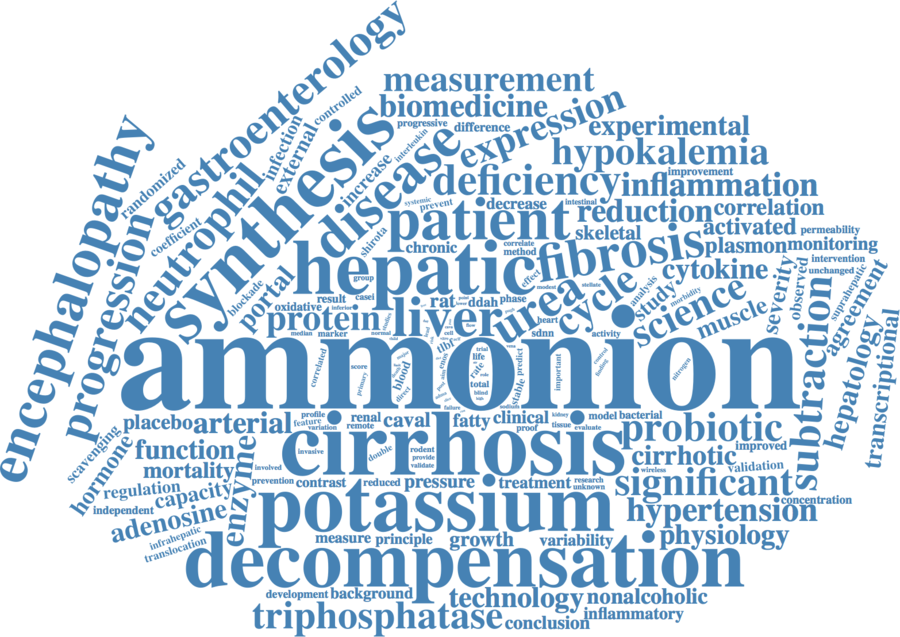 encephalopathy
progression
randomized
gastroenterology
coefficient
neutrophil
infection
external
controlled
synthesis
increase
interleukin
disease
measurement
biomedicine
progressive
difference
expression
experimental
hypokalemia
improvement
deficiency
inflammation
systemic
prevent
decrease
intestinal
reduction
correlation
patient
skeletal
activated
permeability
plasmon
monitoring
shirota
chronic
correlate
method
fibrosis
intervention
unchanged
hepatic
effect
cytokine
severity
observed
suprahepatic
agreement
portal
blockade
group
modest
stellate
analysis
study
morbidity
science
muscle
oxidative
result
casei
rat
ddah
phase
urea
cycle
protein
inferior
liver
heart
sdnn
activity
median
marker
normal
cell
tlbf
enos
trial
life
rate
total
blind
ammonion
correlated
score
primary
blood
direct
major
stable
predict
important
control
finding
nitrogen
subtraction
hepatology
transcriptional
placebo
arterial
profile
feature
variation
renal
remote
caval
failure
fatty
clinical
proof
kidney
tissue
evaluate
model
bacterial
probiotic
scavenging
hormone
function
enzyme
invasive
cirrhosis
double
rodent
provide
validate
cirrhotic
improved
mortality
involved
wireless
validation
regulation
capacity
prevention
contrast
reduced
pressure
treatment
research
unknown
significant
concentration
independent
adenosine
potassium
hypertension
infrahepatic
translocation
measure
principle
growth
variability
physiology
decompensation
development
background
technology
nonalcoholic
triphosphatase
conclusion
inflammatory